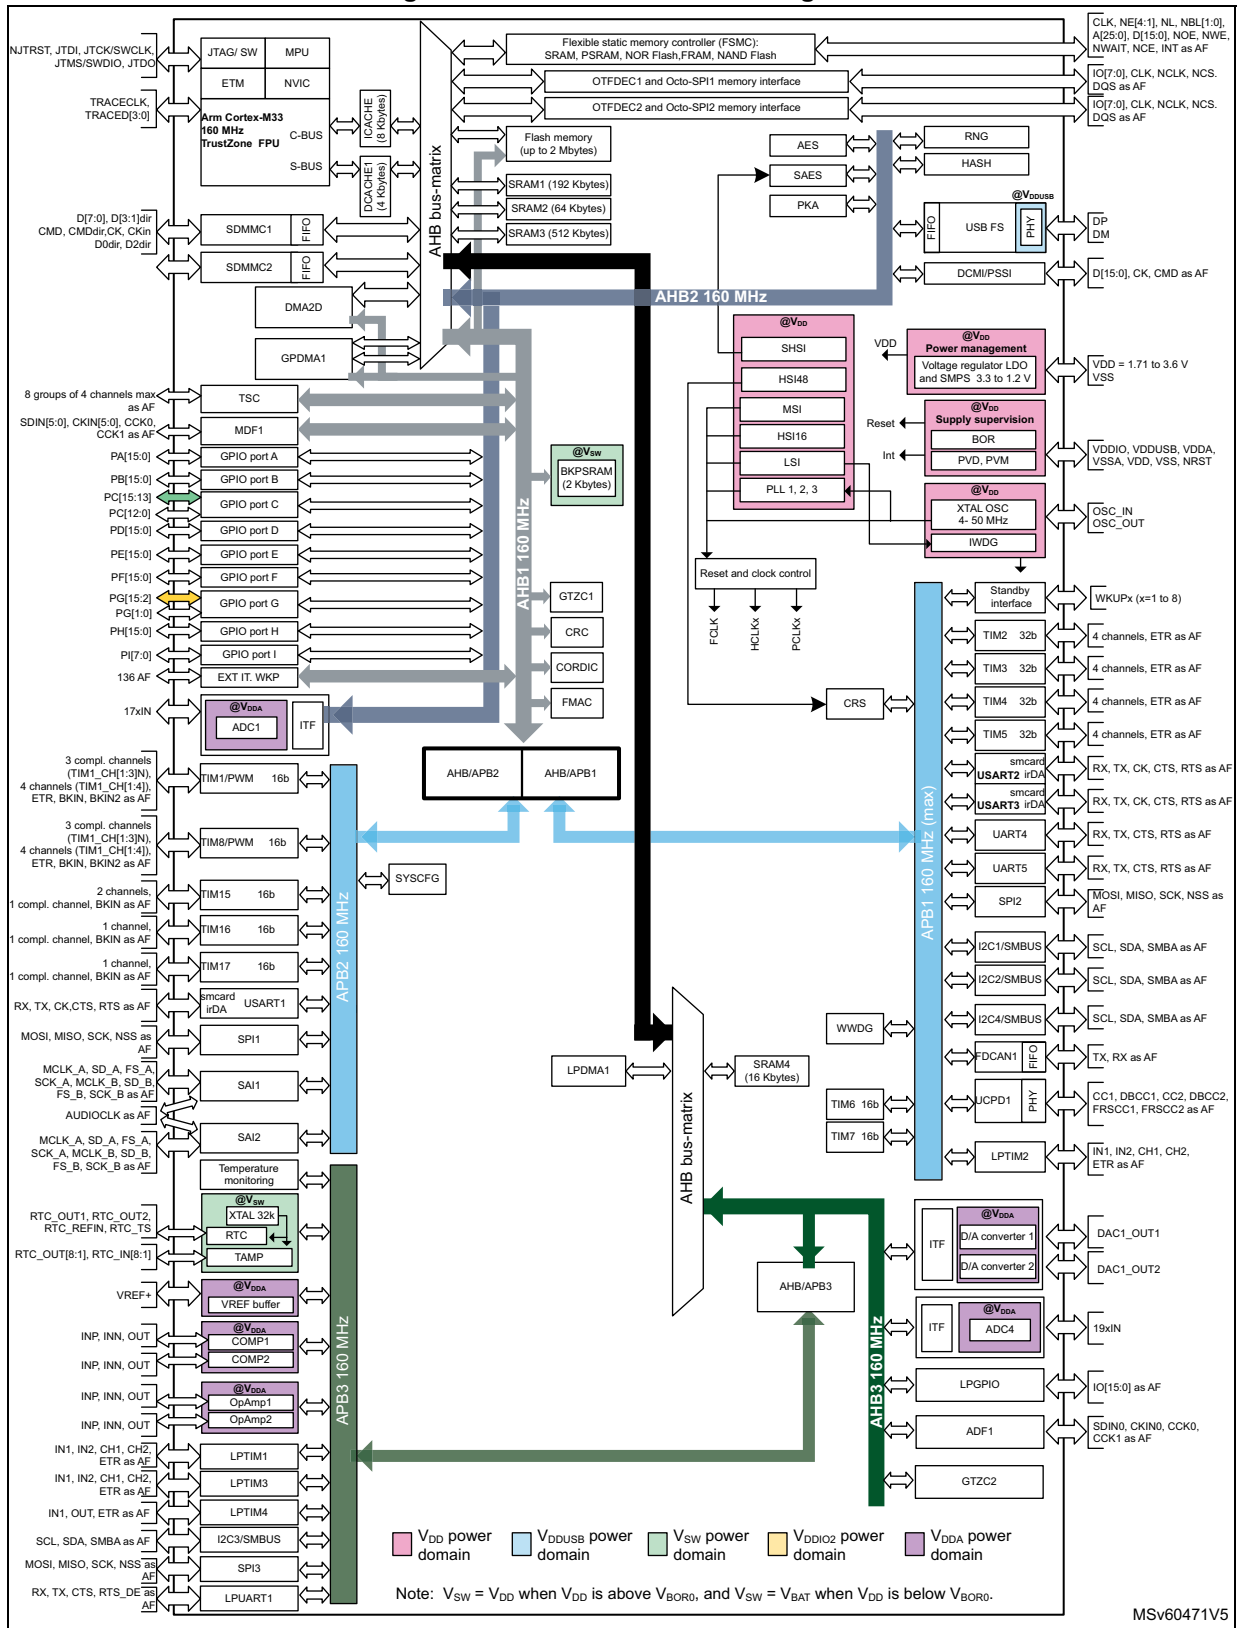 NJTRST, JTDI, JTCK/SWCLK,
JTMS/SWDIO, JTDO
TRACECLK,
TRACED[3:0]
JTAG/ SW
MPU
ETM
NVIC
Arm Cortex-M33
160 MHz
TrustZone FPU
C-BUS
S-BUS
ICACHE
(8 Kbytes)
DCACHE1
(4 Kbytes)
AHB bus-matrix
Flexible static memory controller (FSMC):
SRAM, PSRAM, NOR Flash,FRAM, NAND Flash
CLK, NE[4:1], NL, NBL[1:0],
A[25:0], D[15:0], NOE, NWE,
NWAIT, NCE, INT as AF
OTFDEC1 and Octo-SPI1 memory interface
IO[7:0], CLK, NCLK, NCS.
DQS as AF
OTFDEC2 and Octo-SPI2 memory interface
IO[7:0], CLK, NCLK, NCS.
DQS as AF
Flash memory
(up to 2 Mbytes)
SRAM1 (192 Kbytes)
SRAM2 (64 Kbytes)
SRAM3 (512 Kbytes)
AES
SAES
PKA
RNG
HASH
@VDDUSB
FIFO
USB FS
PHY
DP
DM
DCMI/PSSI
D[15:0], CK, CMD as AF
D[7:0], D[3:1]dir
CMD, CMDdir,CK, CKin
D0dir, D2dir
SDMMC1
FIFO
SDMMC2
FIFO
DMA2D
GPDMA1
AHB2 160 MHz
@VDD
SHSI
HSI48
MSI
HSI16
LSI
PLL 1, 2, 3
VDD
@VDD
Power management
Voltage regulator LDO
and SMPS 3.3 to 1.2 V
VDD = 1.71 to 3.6 V
VSS
Reset
Int
@VDD
Supply supervision
BOR
PVD, PVM
VDDIO, VDDUSB, VDDA,
VSSA, VDD, VSS, NRST
@VDD
XTAL OSC
4- 50 MHz
IWDG
OSC_IN
OSC_OUT
Reset and clock control
FCLK
HCLKx
PCLKx
8 groups of 4 channels max
as AF
TSC
SDIN[5:0], CKIN[5:0], CCK0,
CCK1 as AF
MDF1
PA[15:0]
GPIO port A
PB[15:0]
GPIO port B
PC[15:13]
PC[12:0]
GPIO port C
PD[15:0]
GPIO port D
PE[15:0]
GPIO port E
PF[15:0]
GPIO port F
PG[15:2]
PG[1:0]
GPIO port G
PH[15:0]
GPIO port H
PI[7:0]
GPIO port I
136 AF
EXT IT. WKP
17xIN
@VDDA
ADC1
ITF
AHB1 160 MHz
@VSW
BKPSRAM
(2 Kbytes)
GTZC1
CRC
CORDIC
FMAC
AHB/APB2
AHB/APB1
3 compl. channels
(TIM1_CH[1:3]N),
4 channels (TIM1_CH[1:4]),
ETR, BKIN, BKIN2 as AF
TIM1/PWM 16b
3 compl. channels
(TIM1_CH[1:3]N),
4 channels (TIM1_CH[1:4]),
ETR, BKIN, BKIN2 as AF
TIM8/PWM 16b
2 channels,
1 compl. channel, BKIN as AF
TIM15 16b
1 channel,
1 compl. channel, BKIN as AF
TIM16 16b
1 channel,
1 compl. channel, BKIN as AF
TIM17 16b
RX, TX, CK,CTS, RTS as AF
smcard
irDA
USART1
MOSI, MISO, SCK, NSS as
AF
SPI1
MCLK_A, SD_A, FS_A,
SCK_A, MCLK_B, SD_B,
FS_B, SCK_B as AF
SAI1
AUDIOCLK as AF
MCLK_A, SD_A, FS_A,
SCK_A, MCLK_B, SD_B,
FS_B, SCK_B as AF
SAI2
APB2 160 MHz
SYSCFG
Temperature
monitoring
@VSW
XTAL 32k
RTC
TAMP
RTC_OUT1, RTC_OUT2,
RTC_REFIN, RTC_TS
RTC_OUT[8:1], RTC_IN[8:1]
VREF+
@VDDA
VREF buffer
INP, INN, OUT
INP, INN, OUT
@VDDA
COMP1
COMP2
INP, INN, OUT
INP, INN, OUT
@VDDA
OpAmp1
OpAmp2
IN1, IN2, CH1, CH2,
ETR as AF
LPTIM1
IN1, IN2, CH1, CH2,
ETR as AF
LPTIM3
IN1, OUT, ETR as AF
LPTIM4
SCL, SDA, SMBA as AF
I2C3/SMBUS
MOSI, MISO, SCK, NSS as
AF
SPI3
RX, TX, CTS, RTS_DE as
AF
LPUART1
APB3 160 MHz
LPDMA1
AHB bus-matrix
SRAM4
(16 Kbytes)
AHB/APB3
AHB3 160 MHz
CRS
WWDG
TIM6 16b
TIM7 16b
APB1 160 MHz (max)
Standby
interface
WKUPx (x=1 to 8)
TIM2 32b
4 channels, ETR as AF
TIM3 32b
4 channels, ETR as AF
TIM4 32b
4 channels, ETR as AF
TIM5 32b
4 channels, ETR as AF
smcard
USART2 irDA
RX, TX, CK, CTS, RTS as AF
smcard
USART3 irDA
RX, TX, CK, CTS, RTS as AF
UART4
RX, TX, CTS, RTS as AF
UART5
RX, TX, CTS, RTS as AF
SPI2
MOSI, MISO, SCK, NSS as
AF
I2C1/SMBUS
SCL, SDA, SMBA as AF
I2C2/SMBUS
SCL, SDA, SMBA as AF
I2C4/SMBUS
SCL, SDA, SMBA as AF
FDCAN1
FIFO
TX, RX as AF
UCPD1
PHY
CC1, DBCC1, CC2, DBCC2,
FRSCC1, FRSCC2 as AF
LPTIM2
IN1, IN2, CH1, CH2,
ETR as AF
ITF
@VDDA
D/A converter 1
D/A converter 2
DAC1_OUT1
DAC1_OUT2
ITF
@VDDA
ADC4
19xIN
LPGPIO
IO[15:0] as AF
ADF1
SDIN0, CKIN0, CCK0,
CCK1 as AF
GTZC2
VDD power
domain
VDDUSB power
domain
VSW power
domain
VDDIO2 power
domain
VDDA power
domain
Note: VSW = VDD when VDD is above VBOR0, and VSW = VBAT when VDD is below VBOR0.
MSv60471V5